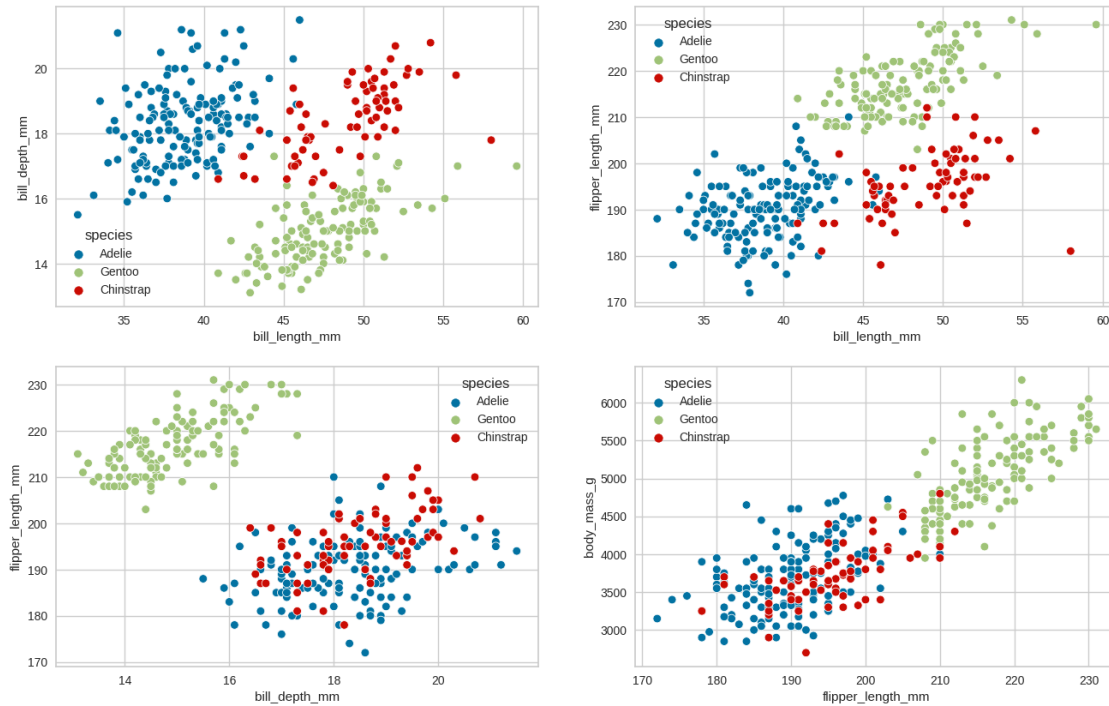 20
18
16
14
bill_depth_mm
species
Adelie
Gentoo
Chinstrap
35 40 45 50 55 60
bill_length_mm
230
220
210
200
190
180
170
flipper_length_mm
species
Adelie
Gentoo
Chinstrap
35 40 45 50 55 60
bill_length_mm
230
220
210
200
190
180
170
flipper_length_mm
species
Adelie
Gentoo
Chinstrap
14 16 18 20
bill_depth_mm
5500
5000
4500
4000
3500
3000
6000
body_mass_g
species
Adelie
Gentoo
Chinstrap
170 180 190 200 210 220 230
flipper_length_mm